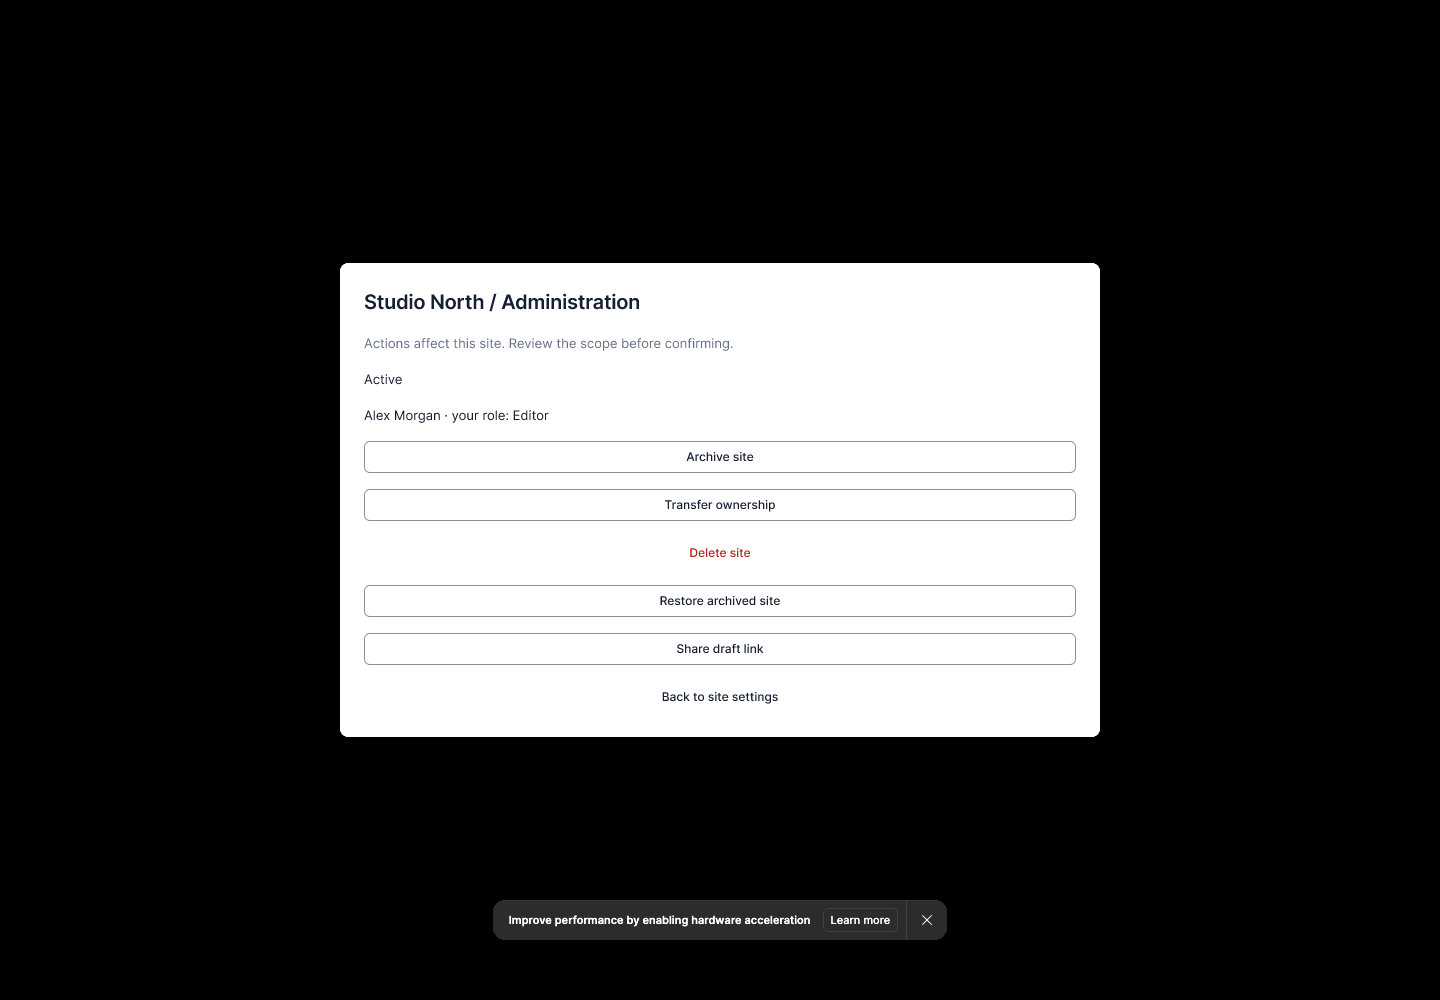 Studio North / Administration
Actions affect this site. Review the scope before confirming.
Active
Alex Morgan · your role: Editor
Archive site
Transfer ownership
Delete site
Restore archived site
Share draft link
Back to site settings
Improve performance by enabling hardware acceleration
Learn more